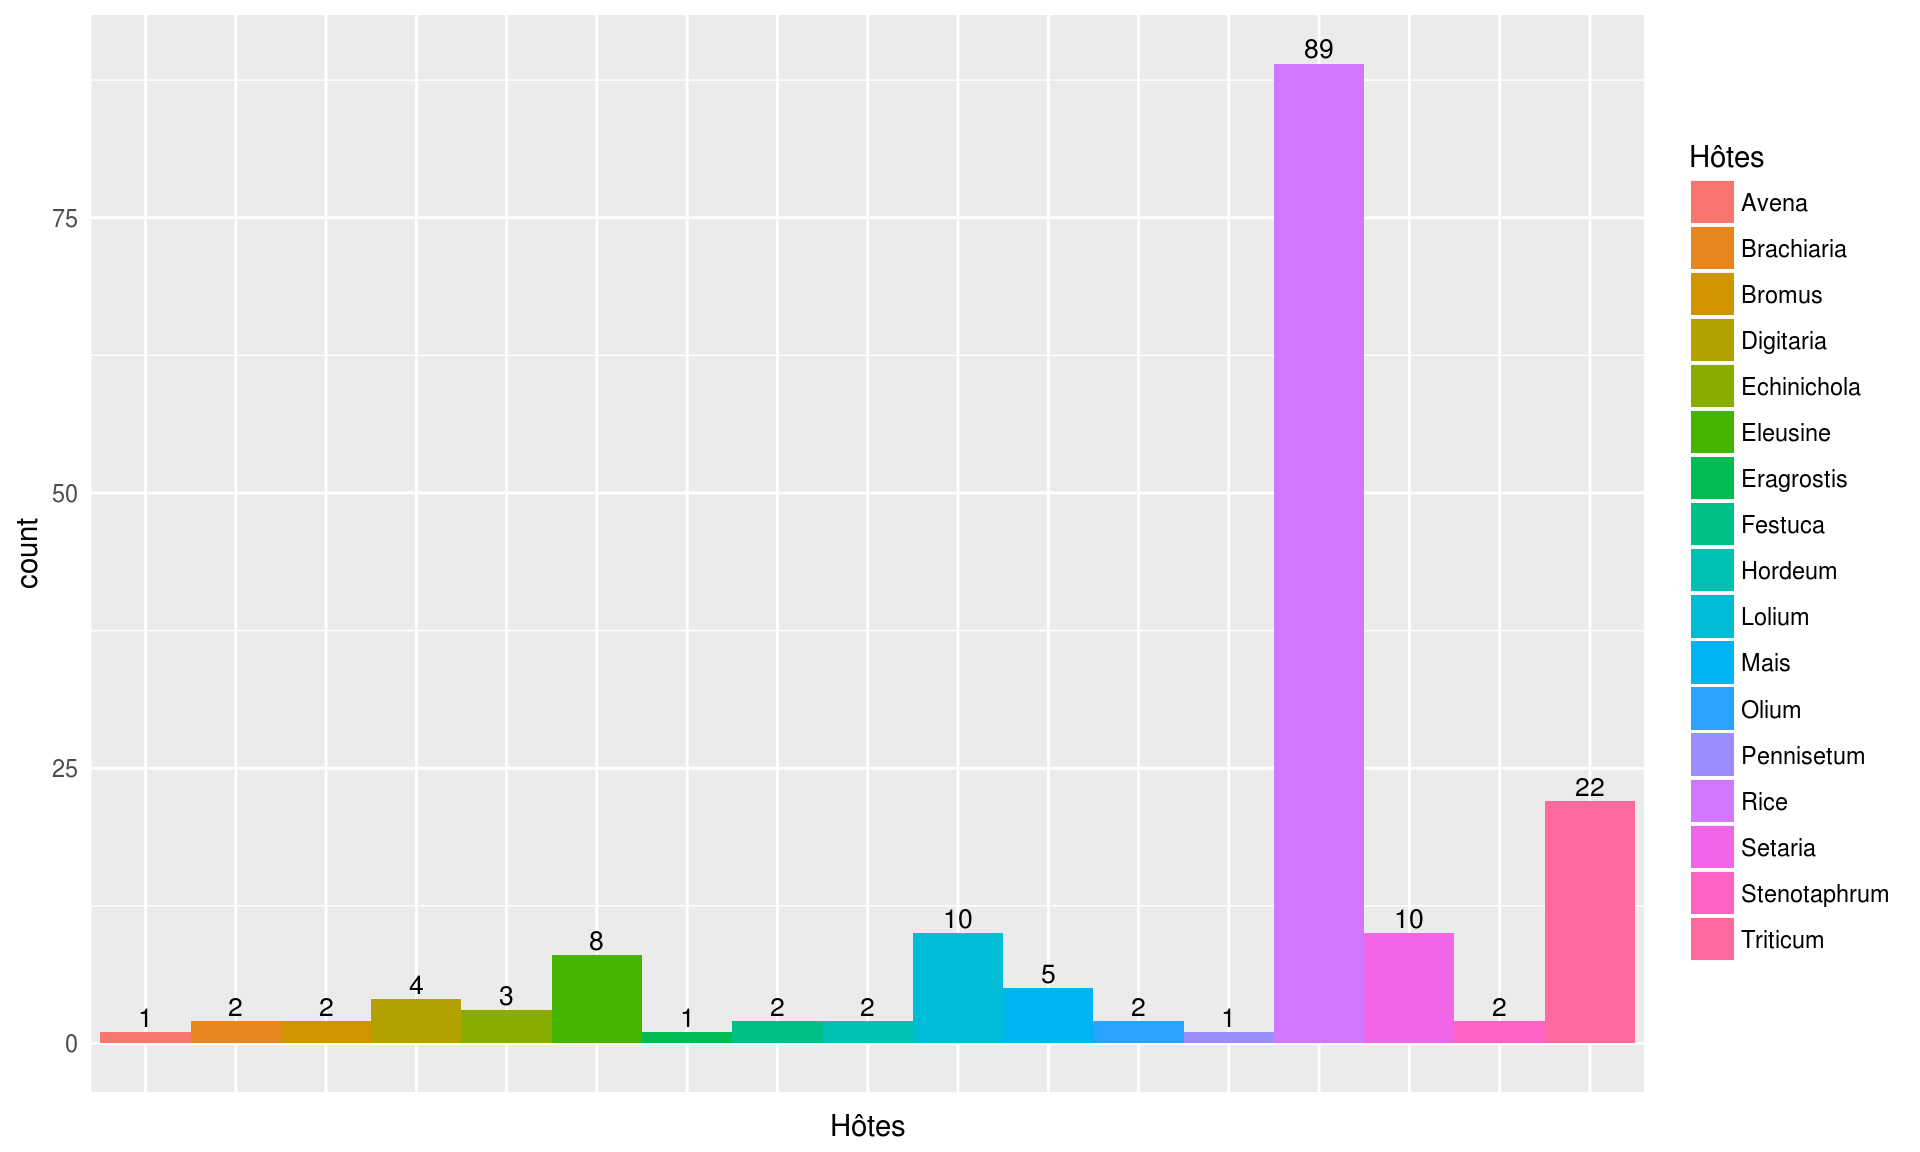 89
75
50
25
0
count
1
2
2
4
3
8
1
2
2
10
5
2
1
10
2
22
Hôtes
Hôtes
Avena
Brachiaria
Bromus
Digitaria
Echinichola
Eleusine
Eragrostis
Festuca
Hordeum
Lolium
Mais
Olium
Pennisetum
Rice
Setaria
Stenotaphrum
Triticum